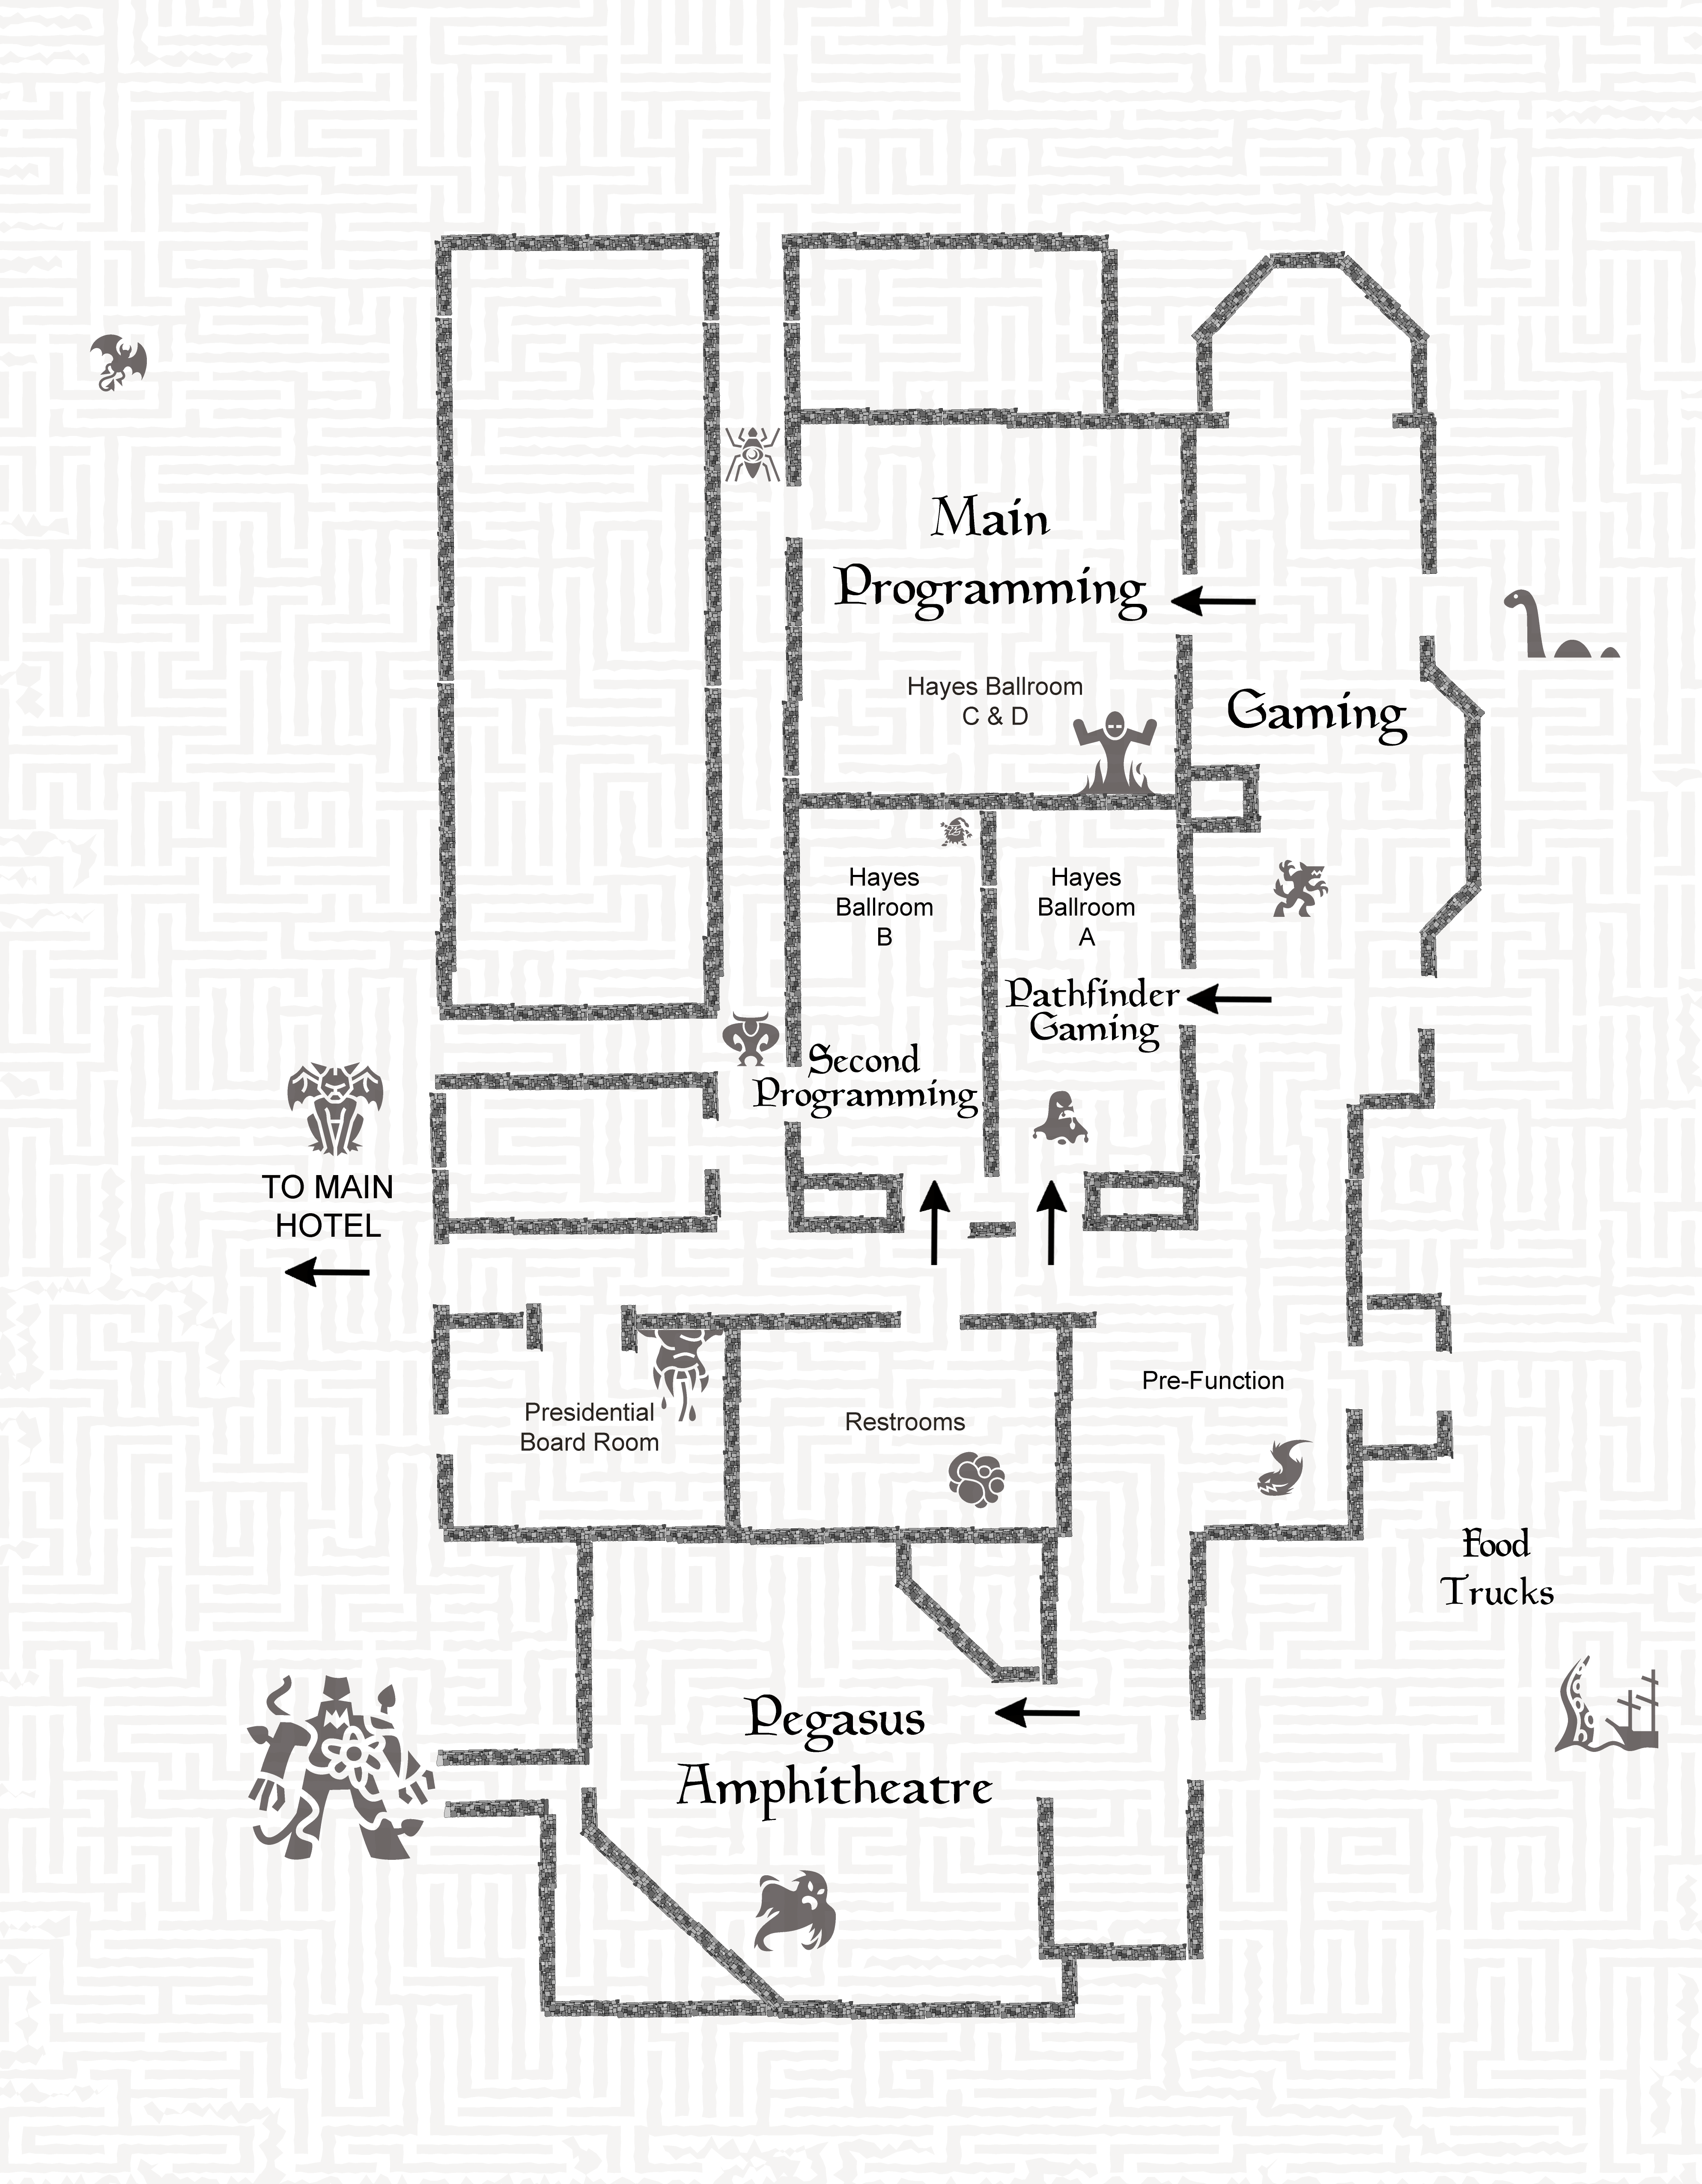 Main
Programming
Hayes Ballroom
C & D
Gaming
Hayes
Ballroom
B
Hayes
Ballroom
A
Pathfinder
Gaming
Second
Programming
TO MAIN
HOTEL
Pre-Function
Presidential
Board Room
Restrooms
Food
Trucks
Pegasus
Amphitheatre